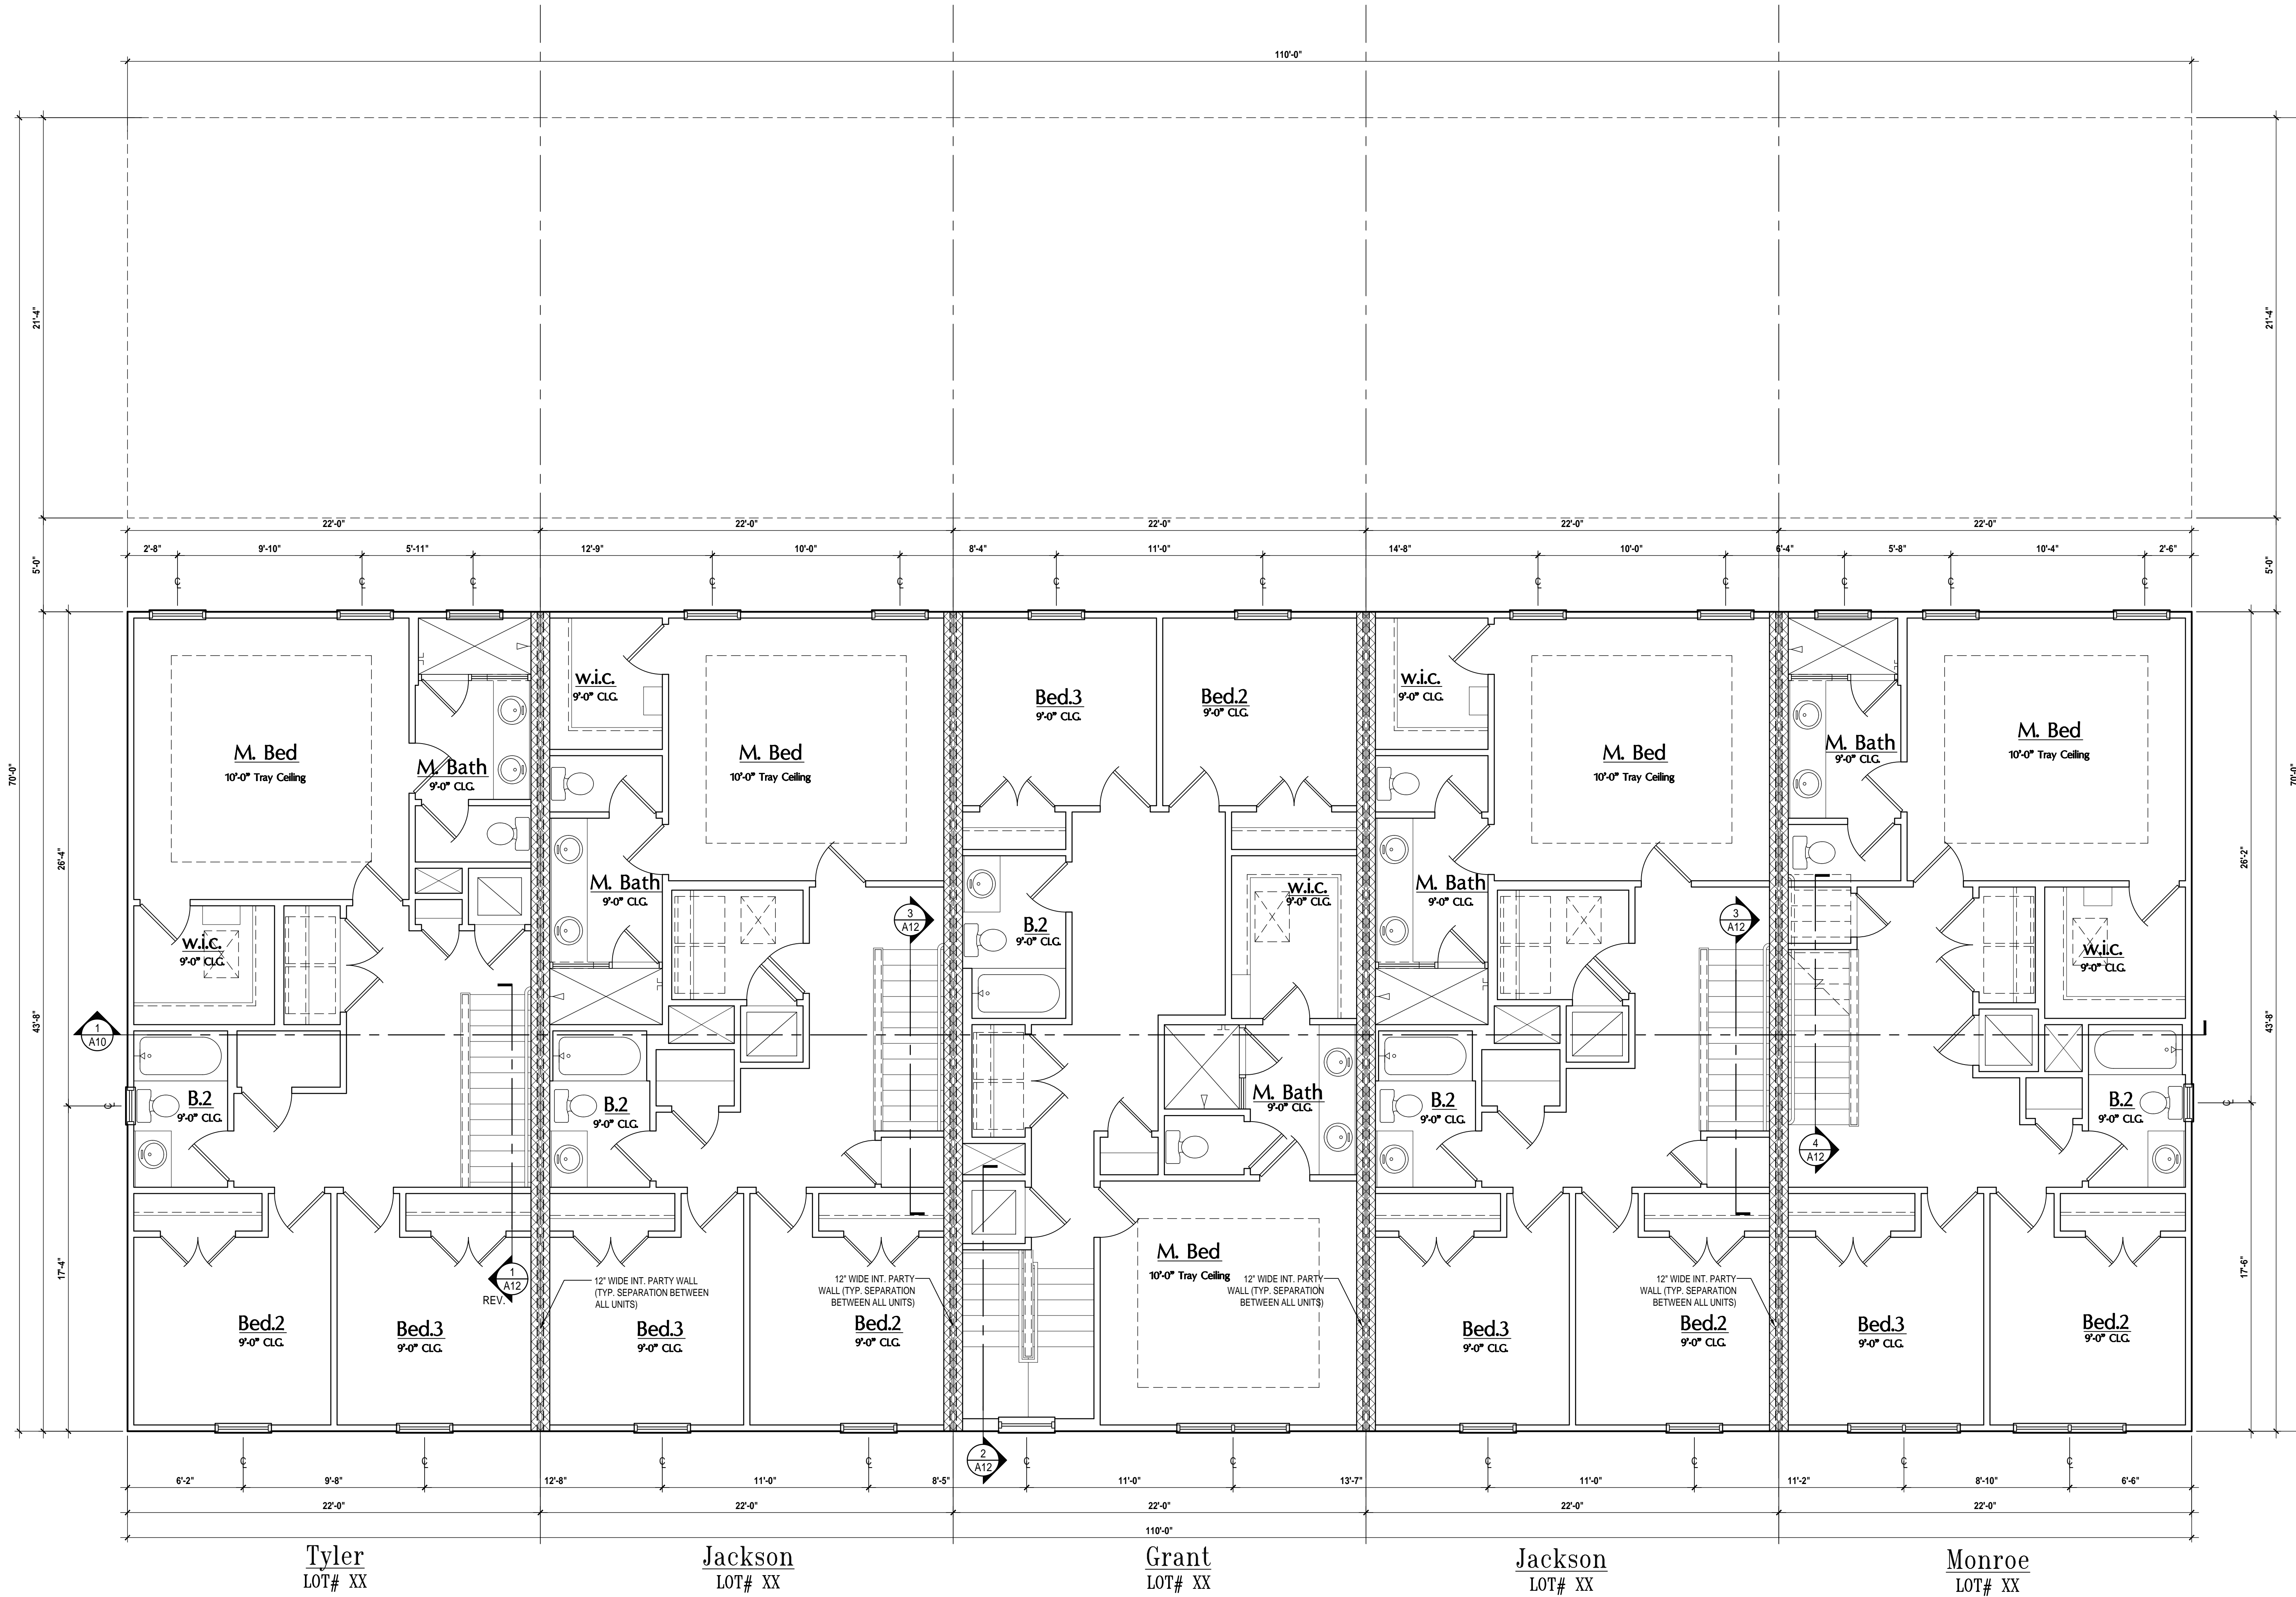 110'-0"
22'-0"
22'-0"
22'-0"
22'-0"
22'-0"
2'-8"
9'-10"
5'-11"
12'-9"
10'-0"
8'-4"
11'-0"
14'-8"
10'-0"
6'-4"
5'-8"
10'-4"
2'-6"
21'-4"
5'-0"
70'-0"
43'-8"
26'-4"
17'-4"
21'-4"
5'-0"
70'-0"
43'-8"
26'-2"
17'-6"
M. Bed
10'-0" Tray Ceiling
M. Bath
9'-0" CLG.
w.i.c.
9'-0" CLG.
B.2
9'-0" CLG.
Bed.2
9'-0" CLG.
Bed.3
9'-0" CLG.
1
A10
1
A12
REV.
w.i.c.
9'-0" CLG.
M. Bed
10'-0" Tray Ceiling
M. Bath
9'-0" CLG.
3
A12
B.2
9'-0" CLG.
12" WIDE INT. PARTY WALL
(TYP. SEPARATION BETWEEN
ALL UNITS)
Bed.3
9'-0" CLG.
Bed.2
9'-0" CLG.
12" WIDE INT. PARTY
WALL (TYP. SEPARATION
BETWEEN ALL UNITS)
Bed.3
9'-0" CLG.
Bed.2
9'-0" CLG.
w.i.c.
9'-0" CLG.
B.2
9'-0" CLG.
M. Bath
9'-0" CLG.
M. Bed
10'-0" Tray Ceiling
12" WIDE INT. PARTY
WALL (TYP. SEPARATION
BETWEEN ALL UNITS)
2
A12
w.i.c.
9'-0" CLG.
M. Bed
10'-0" Tray Ceiling
M. Bath
9'-0" CLG.
3
A12
B.2
9'-0" CLG.
Bed.3
9'-0" CLG.
Bed.2
9'-0" CLG.
12" WIDE INT. PARTY
WALL (TYP. SEPARATION
BETWEEN ALL UNITS)
M. Bath
9'-0" CLG.
M. Bed
10'-0" Tray Ceiling
w.i.c.
9'-0" CLG.
B.2
9'-0" CLG.
4
A12
Bed.3
9'-0" CLG.
Bed.2
9'-0" CLG.
6'-2"
9'-8"
12'-8"
11'-0"
8'-5"
11'-0"
13'-7"
11'-0"
11'-2"
8'-10"
6'-6"
22'-0"
22'-0"
22'-0"
22'-0"
22'-0"
110'-0"
Tyler
LOT# XX
Jackson
LOT# XX
Grant
LOT# XX
Jackson
LOT# XX
Monroe
LOT# XX